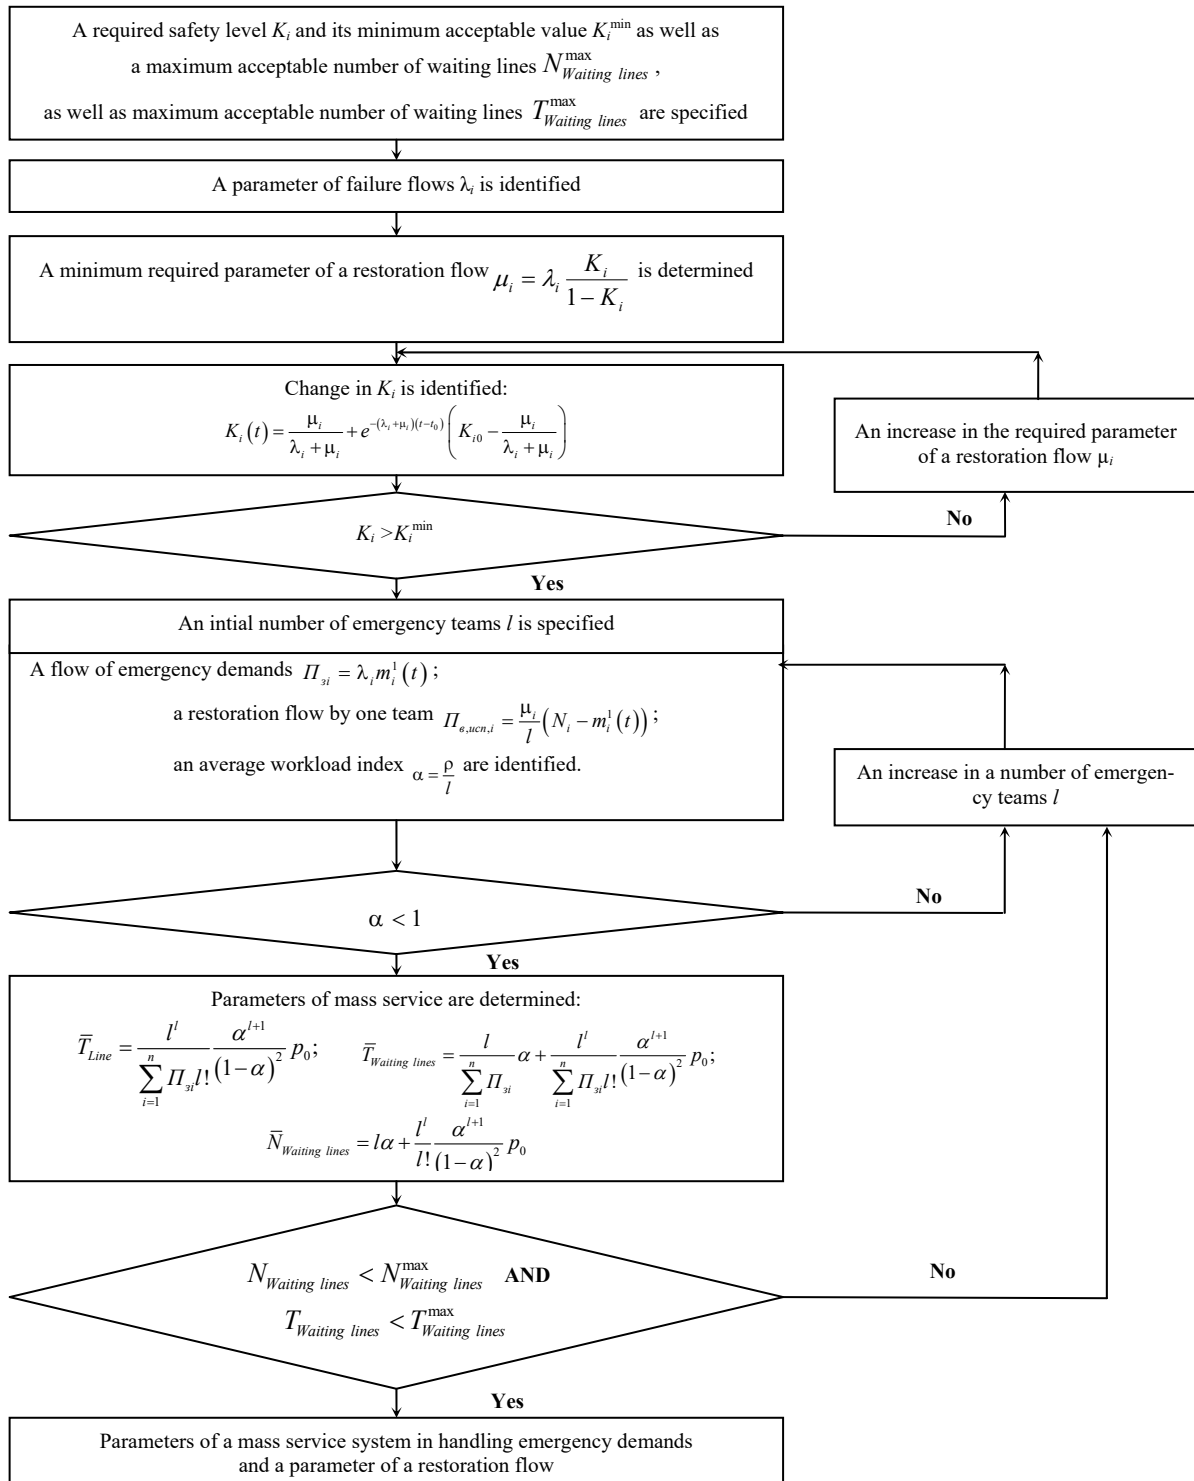 A required safety level K_i and its minimum acceptable value K_i^min as well as
a maximum acceptable number of waiting lines N_Waiting lines^max ,
as well as maximum acceptable number of waiting lines T_Waiting lines^max are specified
A parameter of failure flows λ_i is identified
A minimum required parameter of a restoration flow μ_i = λ_i K_i / (1 − K_i) is determined
Change in K_i is identified:
K_i(t) = μ_i / (λ_i + μ_i) + e^−(λ_i+μ_i)(t−t_0) (K_i0 − μ_i / (λ_i + μ_i))
An increase in the required parameter
of a restoration flow μ_i
K_i >K_i^min
No
Yes
An intial number of emergency teams l is specified
A flow of emergency demands П_зi = λ_i m_i^1(t) ;
a restoration flow by one team П_в,исп,i = μ_i / l (N_i − m_i^1(t)) ;
an average workload index α = ρ / l are identified.
An increase in a number of emergen-
cy teams l
α < 1
No
Yes
Parameters of mass service are determined:
T̄_Line = l^l / (∑_{i=1}^n П_зi l!) α^{l+1} / (1−α)^2 p_0; T̄_Waiting lines = l / (∑_{i=1}^n П_зi) α + l^l / (∑_{i=1}^n П_зi l!) α^{l+1} / (1−α)^2 p_0;
N̄_Waiting lines = lα + l^l / l! α^{l+1} / (1−α)^2 p_0
N_Waiting lines < N_Waiting lines^max AND
T_Waiting lines < T_Waiting lines^max
No
Yes
Parameters of a mass service system in handling emergency demands
and a parameter of a restoration flow